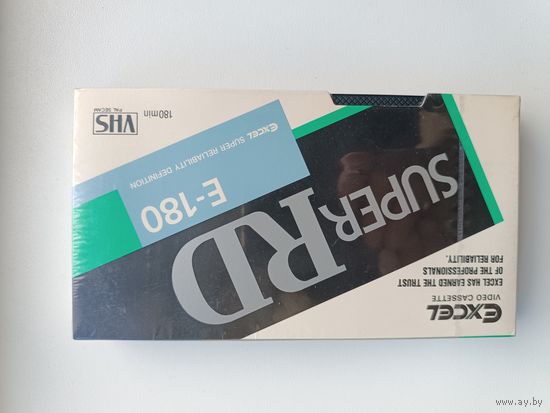 EXCEL
VIDEO CASSETTE
EXCEL HAS EARNED THE TRUST
OF THE PROFESSIONALS
FOR RELIABILITY.
SUPER RD
E-180
EXCEL SUPER RELIABILITY DEFINITION
180min
VHS
PAL SECAM
www.ay.by